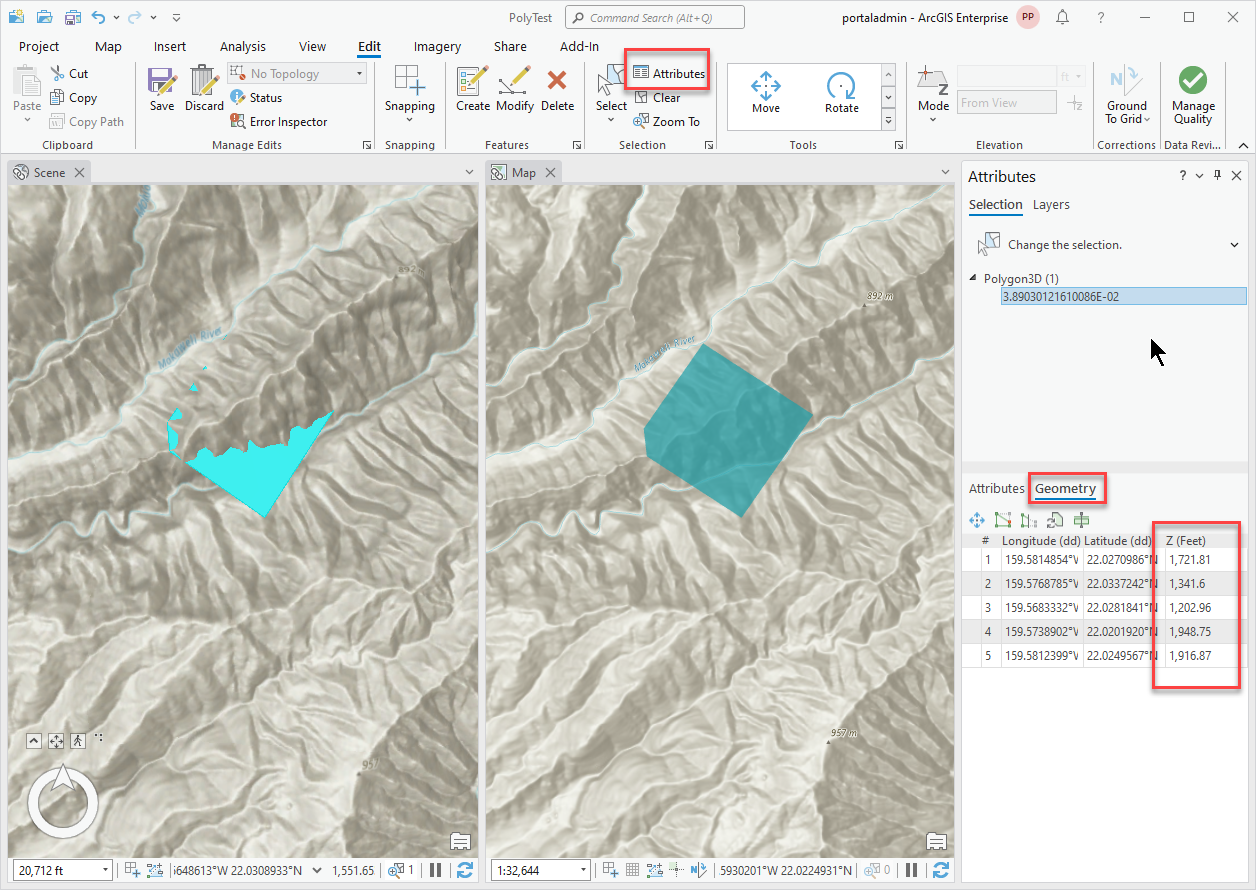 PolyTest
Command Search (Alt+Q)
portaladmin - ArcGIS Enterprise
PP
?
Project
Map
Insert
Analysis
View
Edit
Imagery
Share
Add-In
Paste
Cut
Copy
Copy Path
Clipboard
Save
Discard
No Topology
Status
Error Inspector
Manage Edits
Snapping
Snapping
Create
Modify
Delete
Features
Select
Attributes
Clear
Zoom To
Selection
Move
Rotate
Tools
Mode
ft
From View
Elevation
Ground
To Grid
Corrections
Manage
Quality
Data Revi...
Scene
892 m
Makaweli River
957
20,712 ft
i648613°W 22.0308933°N
1,551.65
1
Map
892 m
Makaweli River
957 m
1:32,644
5930201°W 22.0224931°N
0
Attributes
?
Selection
Layers
Change the selection.
Polygon3D (1)
3.89030121610086E-02
Attributes
Geometry
# Longitude (dd) Latitude (dd) Z (Feet)
1 159.5814854°V 22.0270986°N 1,721.81
2 159.5768785°V 22.0337242°N 1,341.6
3 159.5683332°V 22.0281841°N 1,202.96
4 159.5738902°V 22.0201920°N 1,948.75
5 159.5812399°V 22.0249567°N 1,916.87